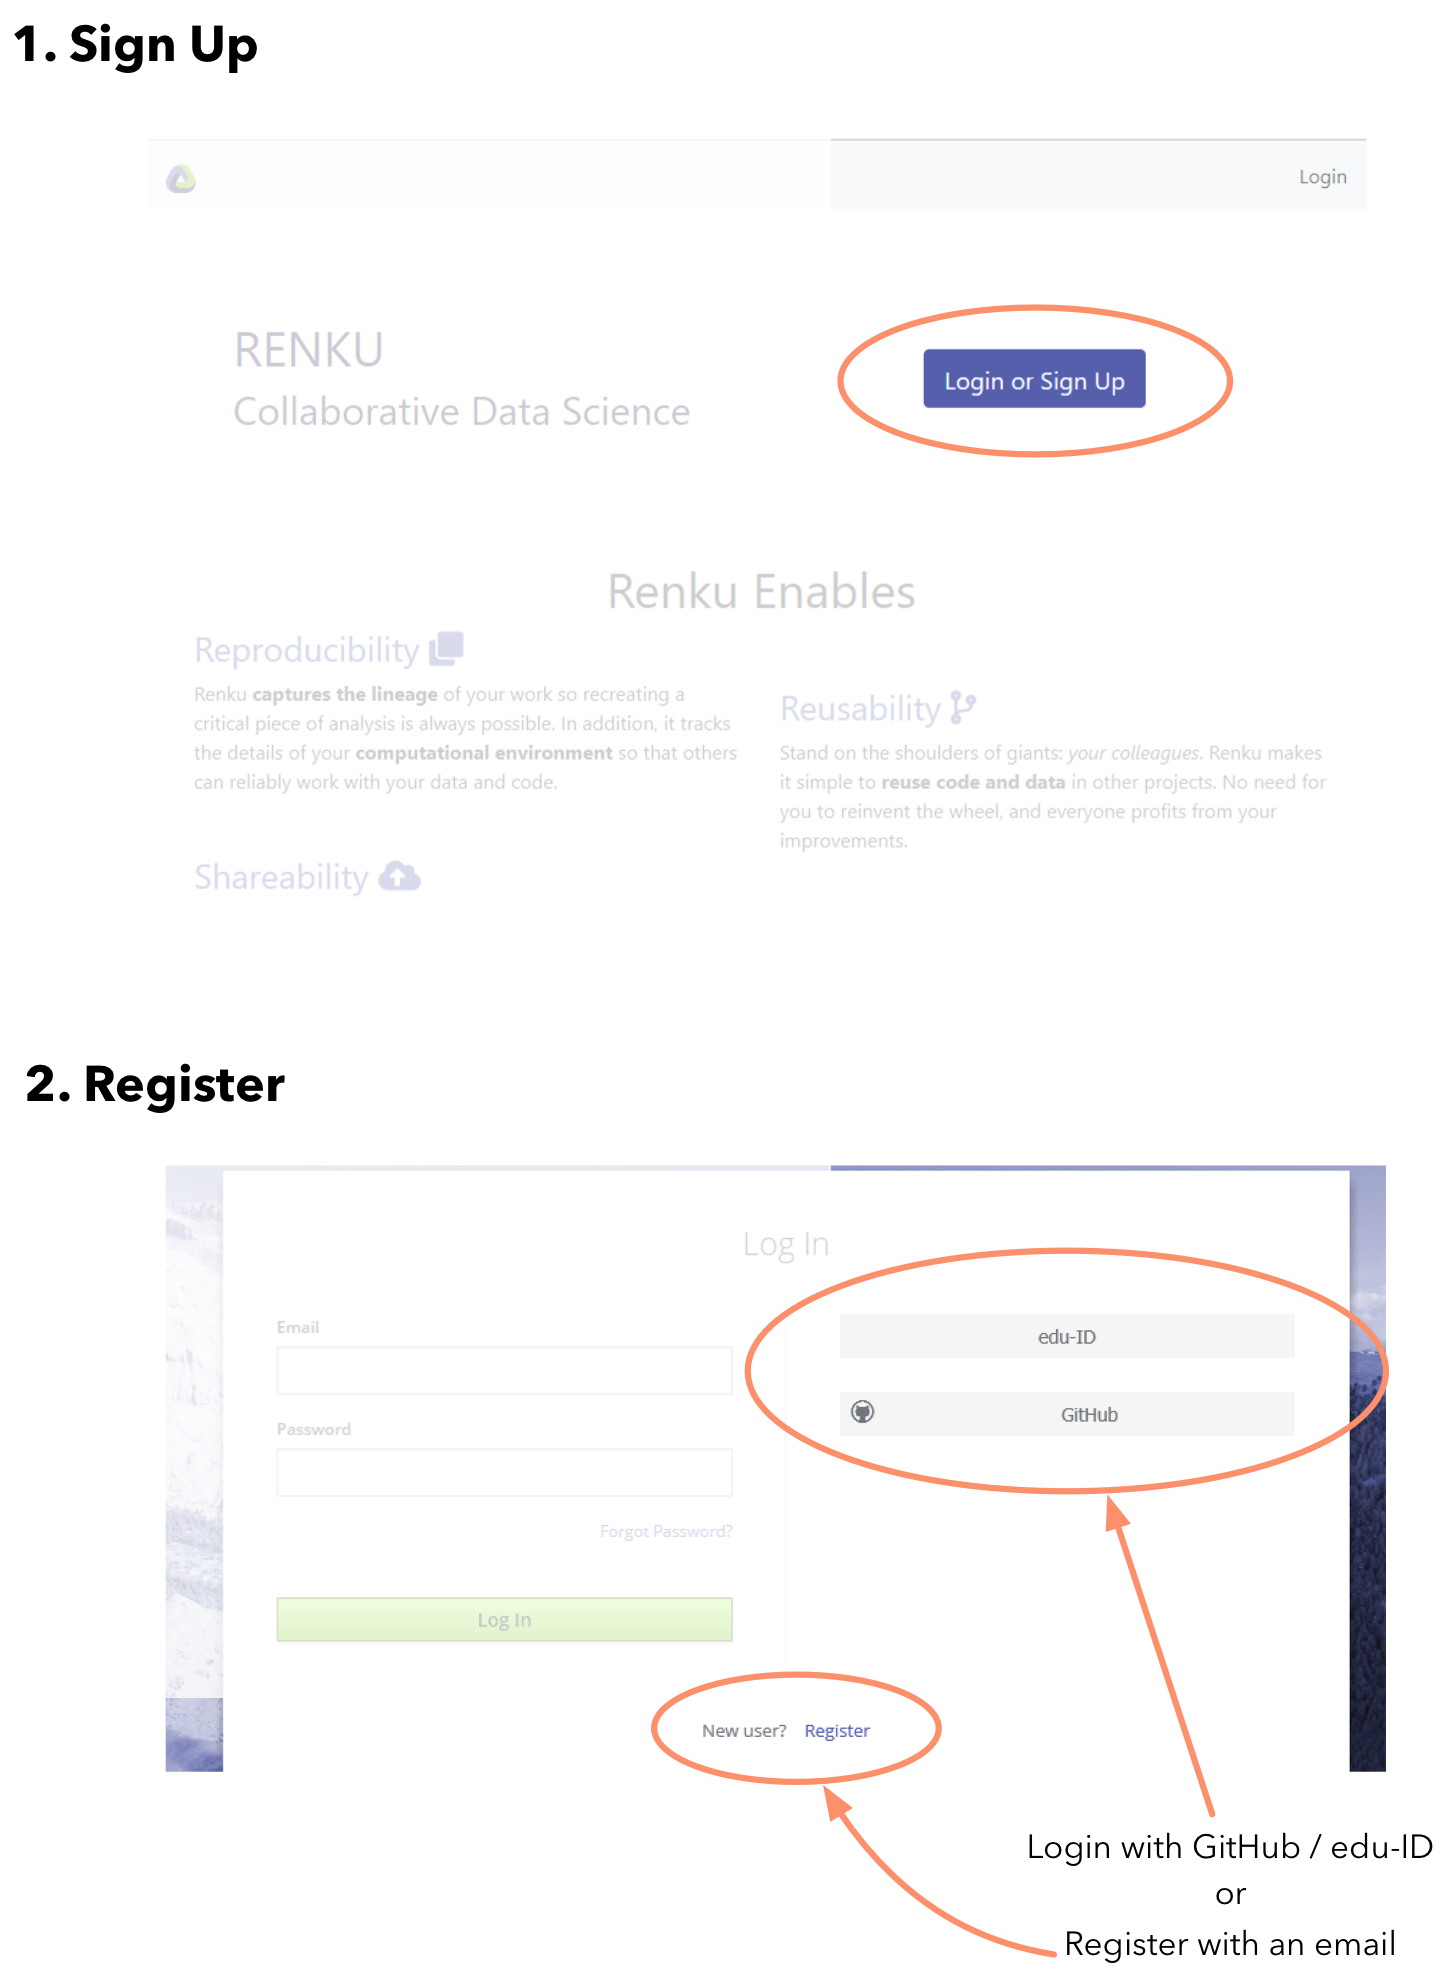 1. Sign Up
Login
RENKU
Collaborative Data Science
Login or Sign Up
Renku Enables
Reproducibility
Renku captures the lineage of your work so recreating a
critical piece of analysis is always possible. In addition, it tracks
the details of your computational environment so that others
can reliably work with your data and code.
Reusability
Stand on the shoulders of giants: your colleagues. Renku makes
it simple to reuse code and data in other projects. No need for
you to reinvent the wheel, and everyone profits from your
improvements.
Shareability
2. Register
Log In
Email
Password
Forgot Password?
Log In
edu-ID
GitHub
New user? Register
Login with GitHub / edu-ID
or
Register with an email